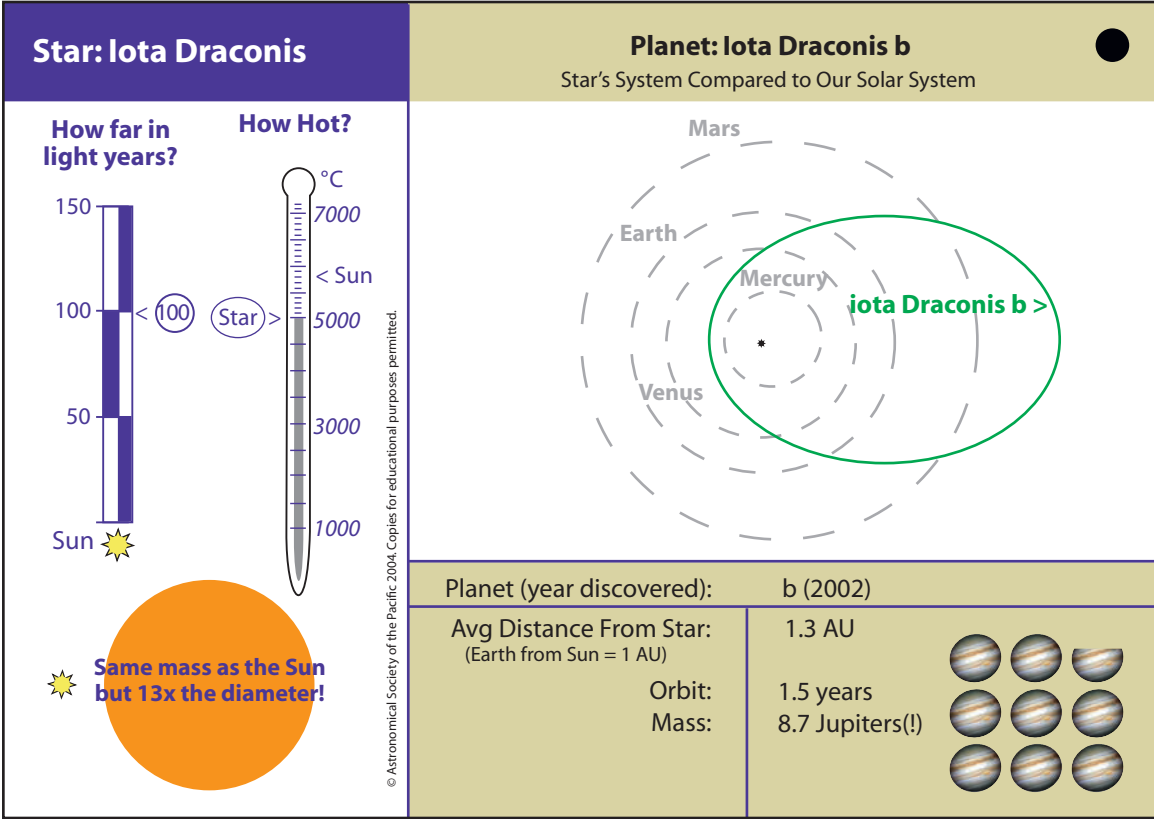 Star: Iota Draconis
How far in
light years?
150
100
< 100
50
Sun
How Hot?
°C
7000
< Sun
Star >
5000
3000
1000
Same mass as the Sun
but 13x the diameter!
© Astronomical Society of the Pacific 2004. Copies for educational purposes permitted.
Planet: Iota Draconis b
Star’s System Compared to Our Solar System
Mars
Earth
Mercury
iota Draconis b >
Venus
Planet (year discovered): b (2002)
Avg Distance From Star: 1.3 AU
(Earth from Sun = 1 AU)
Orbit: 1.5 years
Mass: 8.7 Jupiters(!)